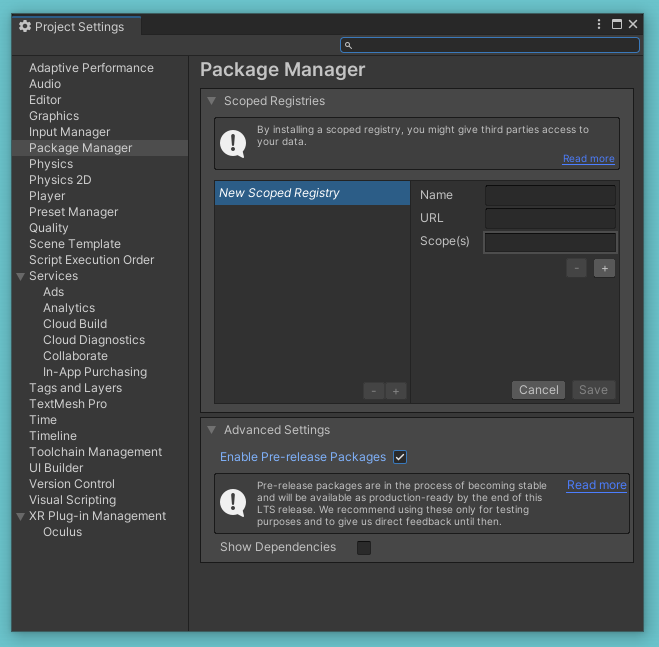 Project Settings
Adaptive Performance
Audio
Editor
Graphics
Input Manager
Package Manager
Physics
Physics 2D
Player
Preset Manager
Quality
Scene Template
Script Execution Order
Services
Ads
Analytics
Cloud Build
Cloud Diagnostics
Collaborate
In-App Purchasing
Tags and Layers
TextMesh Pro
Time
Timeline
Toolchain Management
UI Builder
Version Control
Visual Scripting
XR Plug-in Management
Oculus
Package Manager
Scoped Registries
By installing a scoped registry, you might give third parties access to
your data.
Read more
New Scoped Registry
- +
Name
URL
Scope(s)
- +
Cancel Save
Advanced Settings
Enable Pre-release Packages
Pre-release packages are in the process of becoming stable
and will be available as production-ready by the end of this
LTS release. We recommend using these only for testing
purposes and to give us direct feedback until then.
Read more
Show Dependencies